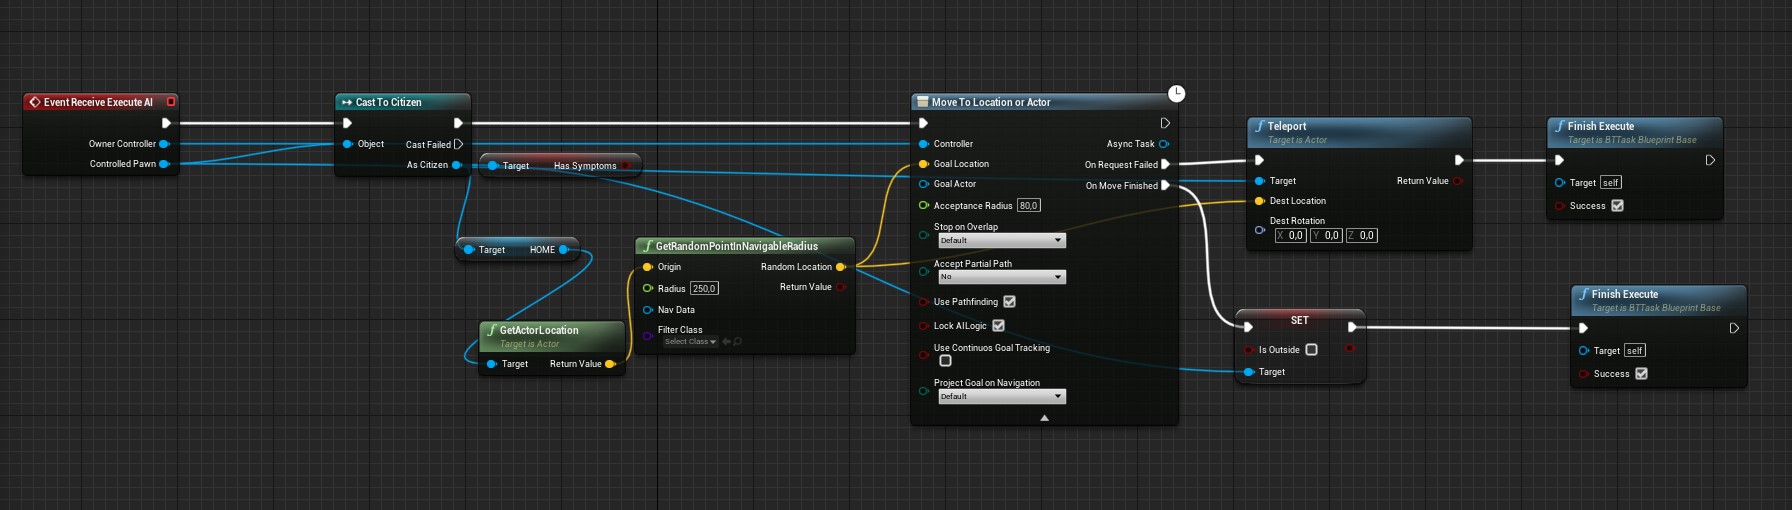 Event Receive Execute AI
Owner Controller
Controlled Pawn
Cast To Citizen
Object
Cast Failed
As Citizen
Target
Has Symptoms
Target
HOME
GetActorLocation
Target is Actor
Target
Return Value
GetRandomPointInNavigableRadius
Origin
Random Location
Radius
250,0
Return Value
Nav Data
Filter Class
Select Class
Move To Location or Actor
Controller
Async Task
Goal Location
On Request Failed
Goal Actor
On Move Finished
Acceptance Radius
80,0
Stop on Overlap
Default
Accept Partial Path
No
Use Pathfinding
Lock AILogic
Use Continuos Goal Tracking
Project Goal on Navigation
Default
Teleport
Target is Actor
Target
Return Value
Dest Location
Dest Rotation
X 0,0 Y 0,0 Z 0,0
Finish Execute
Target is BTTask Blueprint Base
Target
self
Success
SET
Is Outside
Target
Finish Execute
Target is BTTask Blueprint Base
Target
self
Success